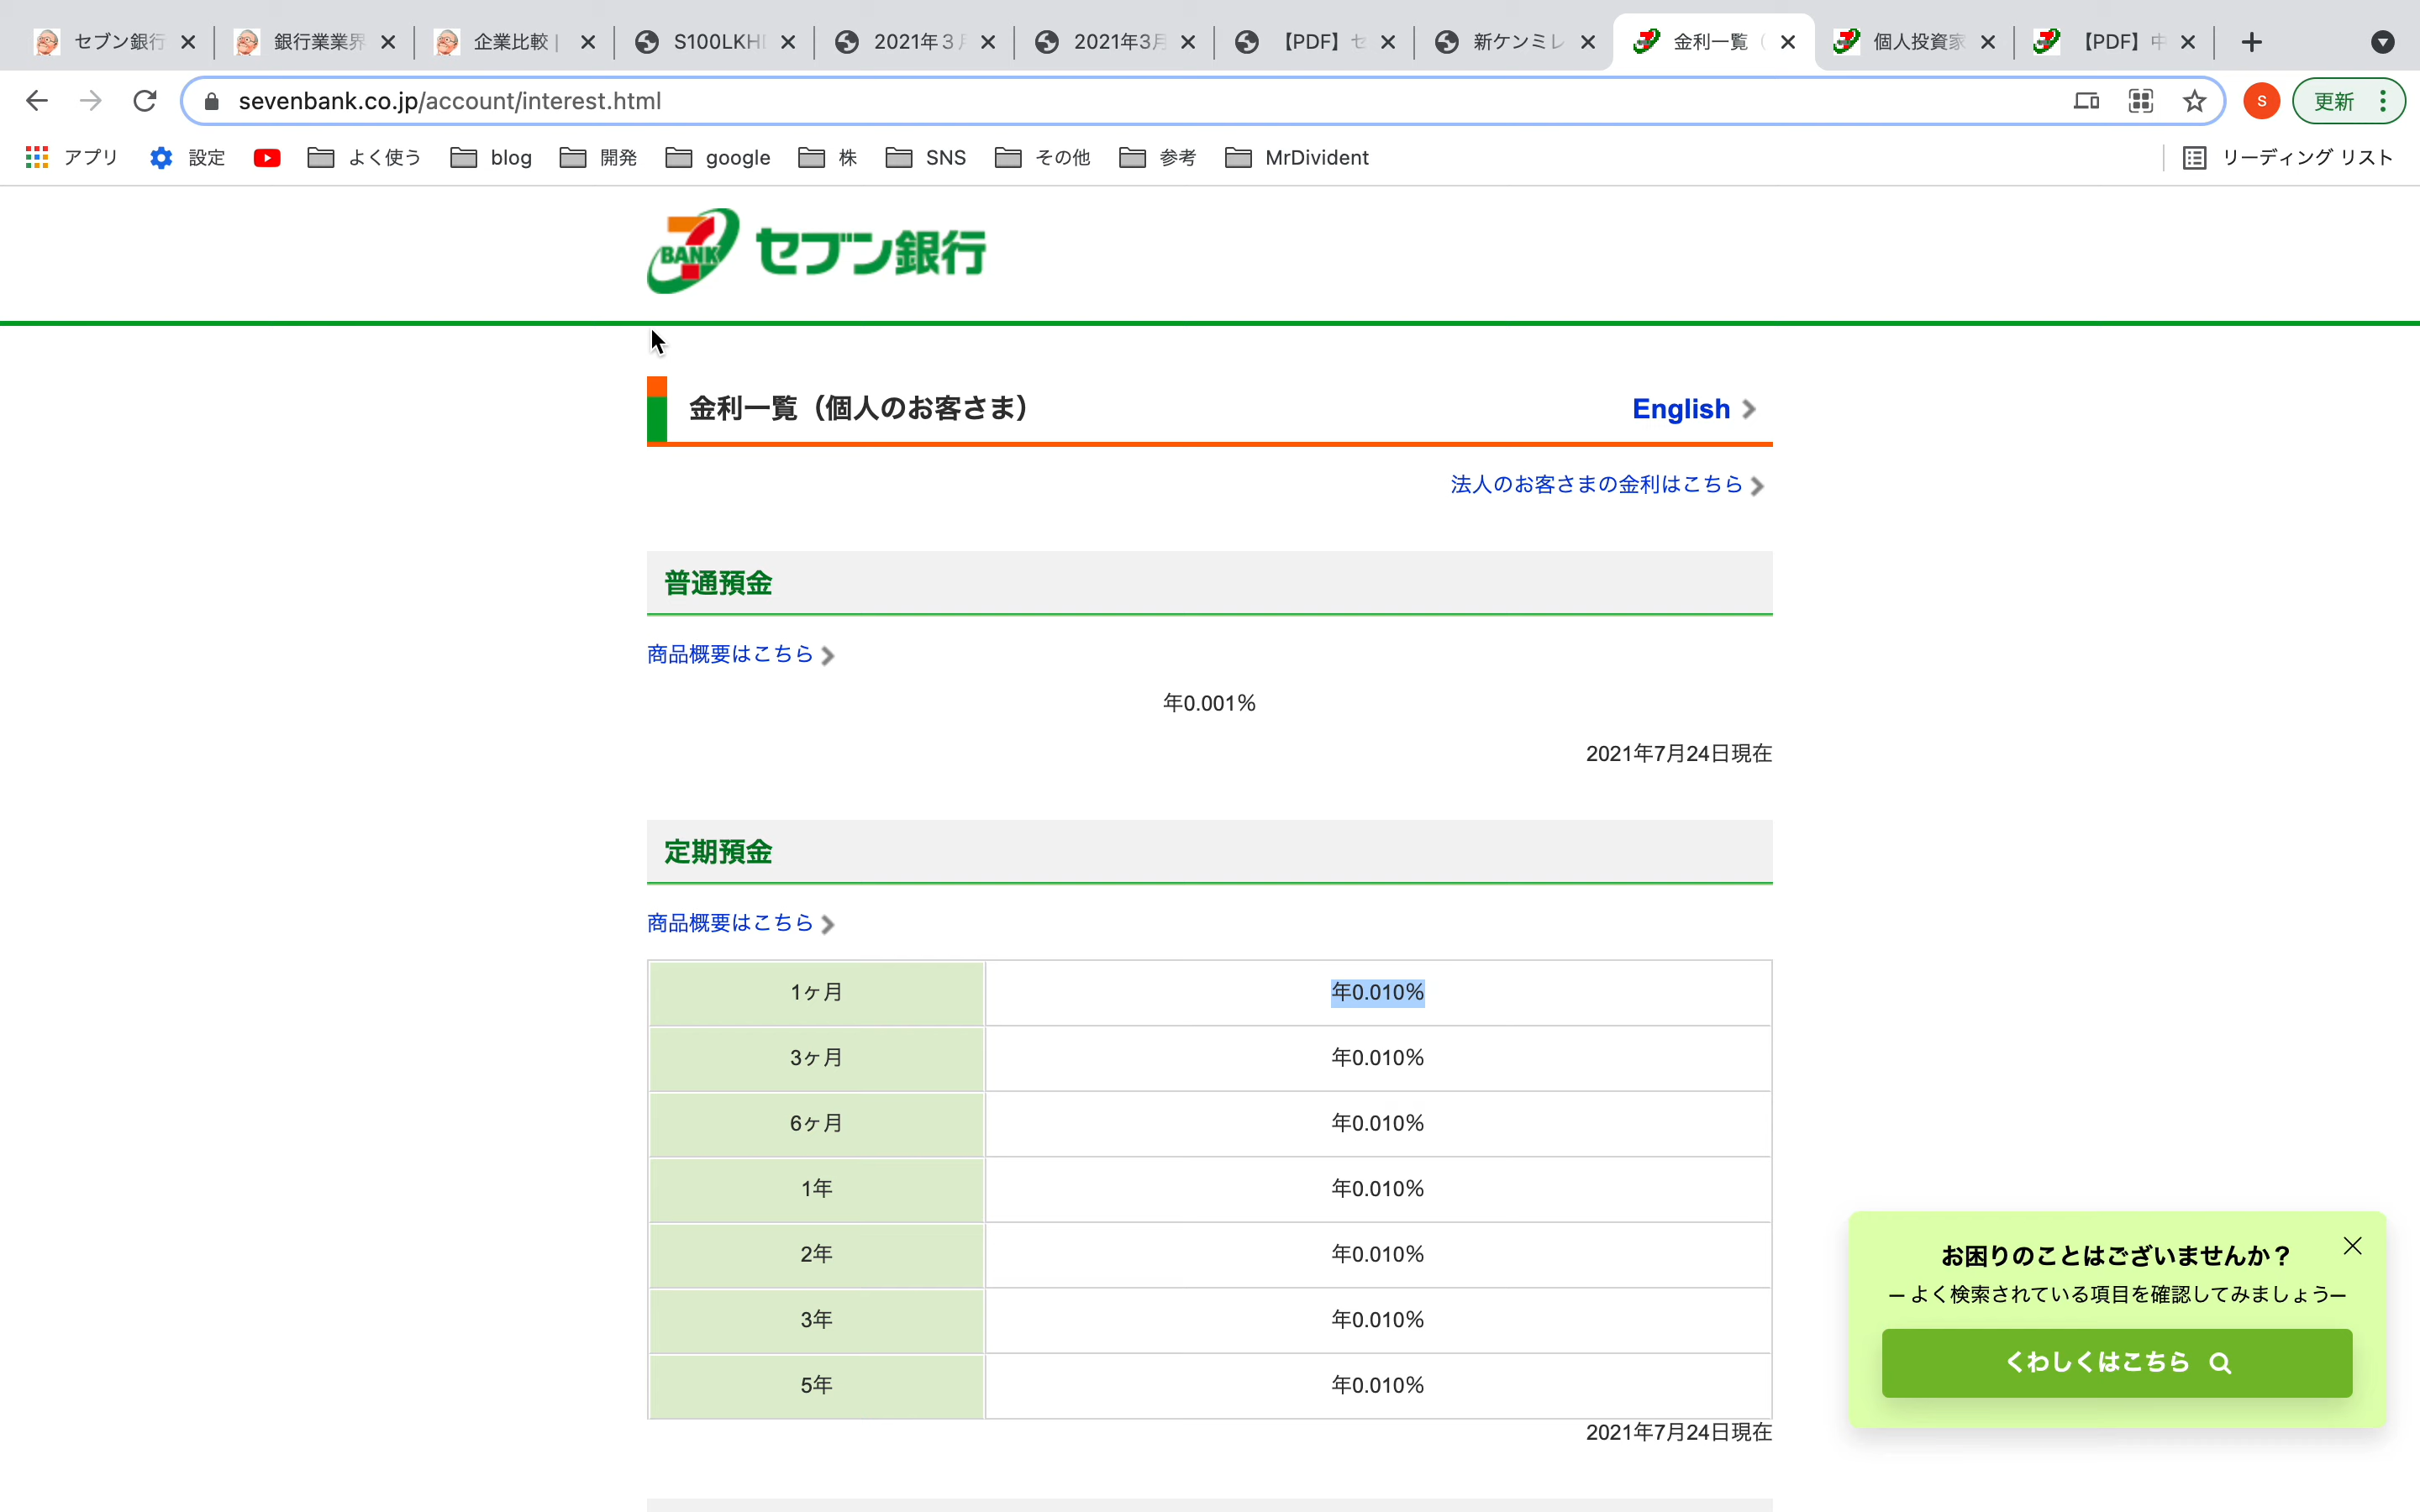 セブン銀行
銀行業業界
企業比較 |
S100LKH
2021年３月
2021年3月
【PDF】セ
新ケンミレ
金利一覧（
個人投資家
【PDF】中
sevenbank.co.jp/account/interest.html
S
更新
アプリ
設定
よく使う
blog
開発
google
株
SNS
その他
参考
MrDivident
リーディング リスト
7 BANK セブン銀行
金利一覧（個人のお客さま）
English
法人のお客さまの金利はこちら
普通預金
商品概要はこちら
年0.001%
2021年7月24日現在
定期預金
商品概要はこちら
1ヶ月 年0.010%
3ヶ月 年0.010%
6ヶ月 年0.010%
1年 年0.010%
2年 年0.010%
3年 年0.010%
5年 年0.010%
2021年7月24日現在
お困りのことはございませんか？
ー よく検索されている項目を確認してみましょうー
くわしくはこちら